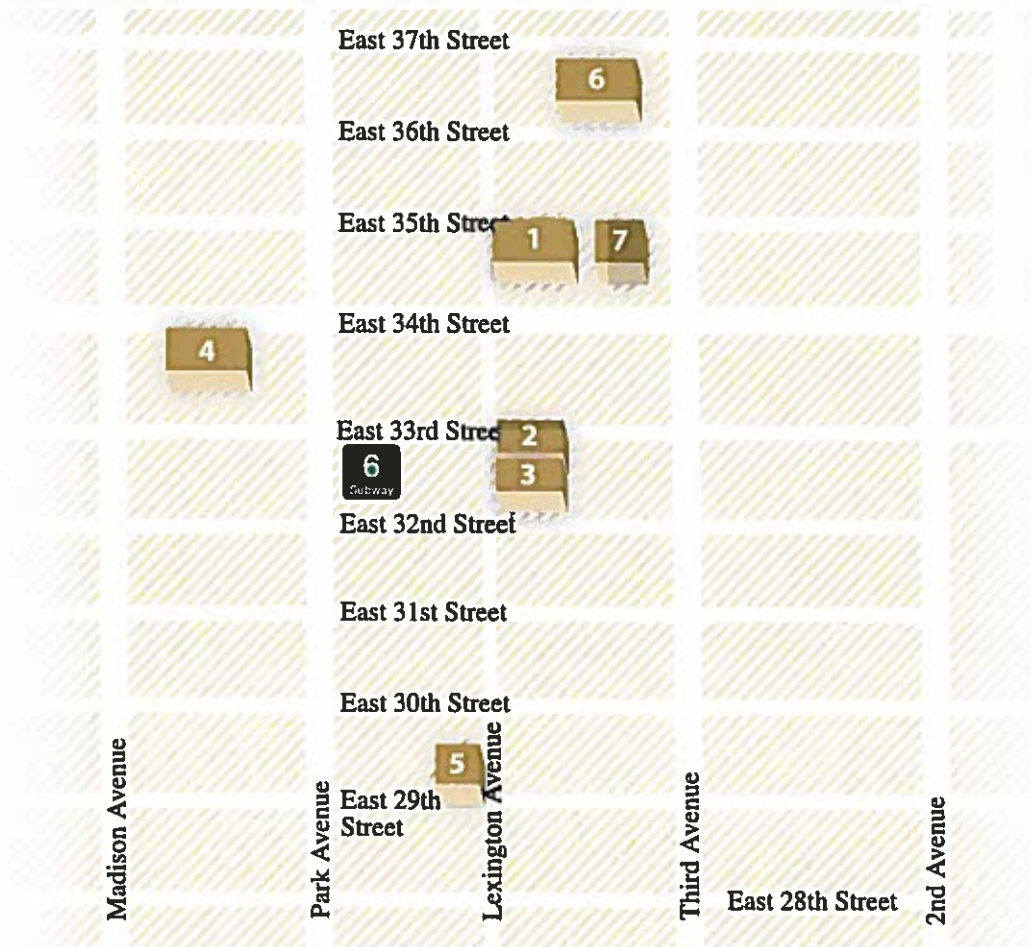 East 37th Street
6
East 36th Street
East 35th Street
1
7
East 34th Street
4
East 33rd Stree
2
6
Subway
3
East 32nd Street
East 31st Street
East 30th Street
5
East 29th
Street
Madison Avenue
Park Avenue
Lexington Avenue
Third Avenue
East 28th Street
2nd Avenue